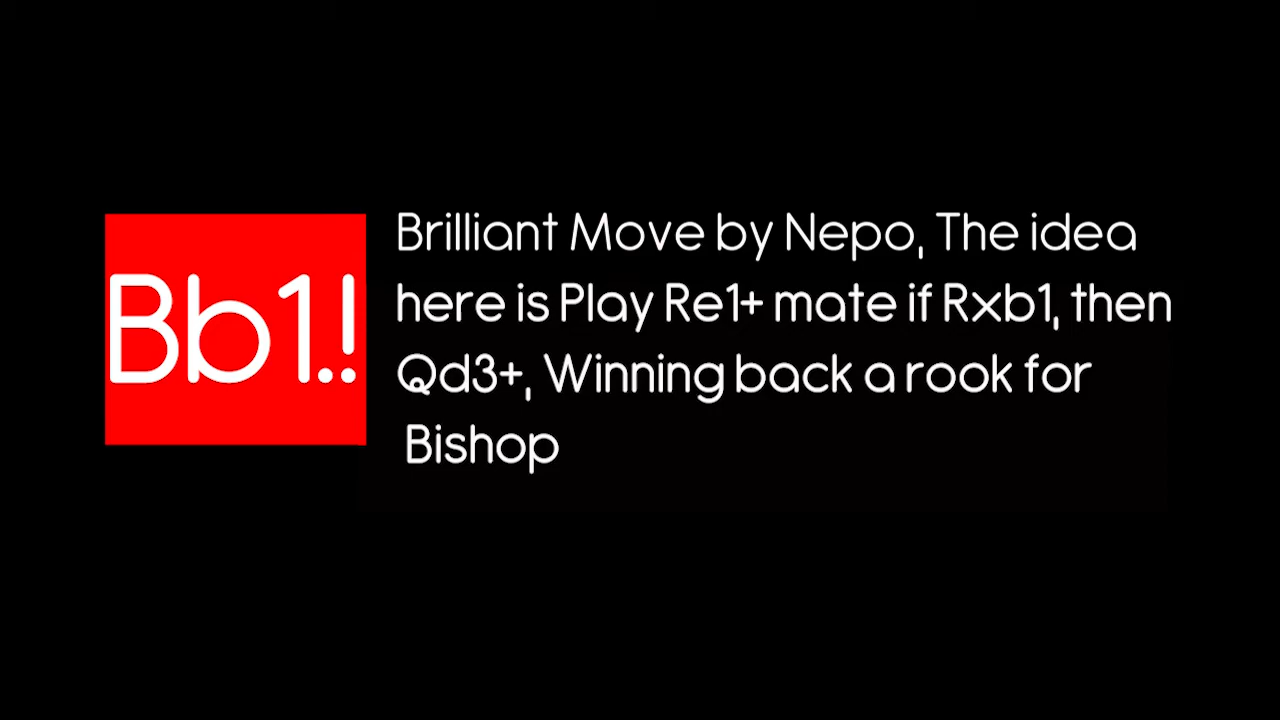 Bb1.!
Brilliant Move by Nepo, The idea
here is Play Re1+ mate if Rxb1, then
Qd3+, Winning back a rook for
Bishop